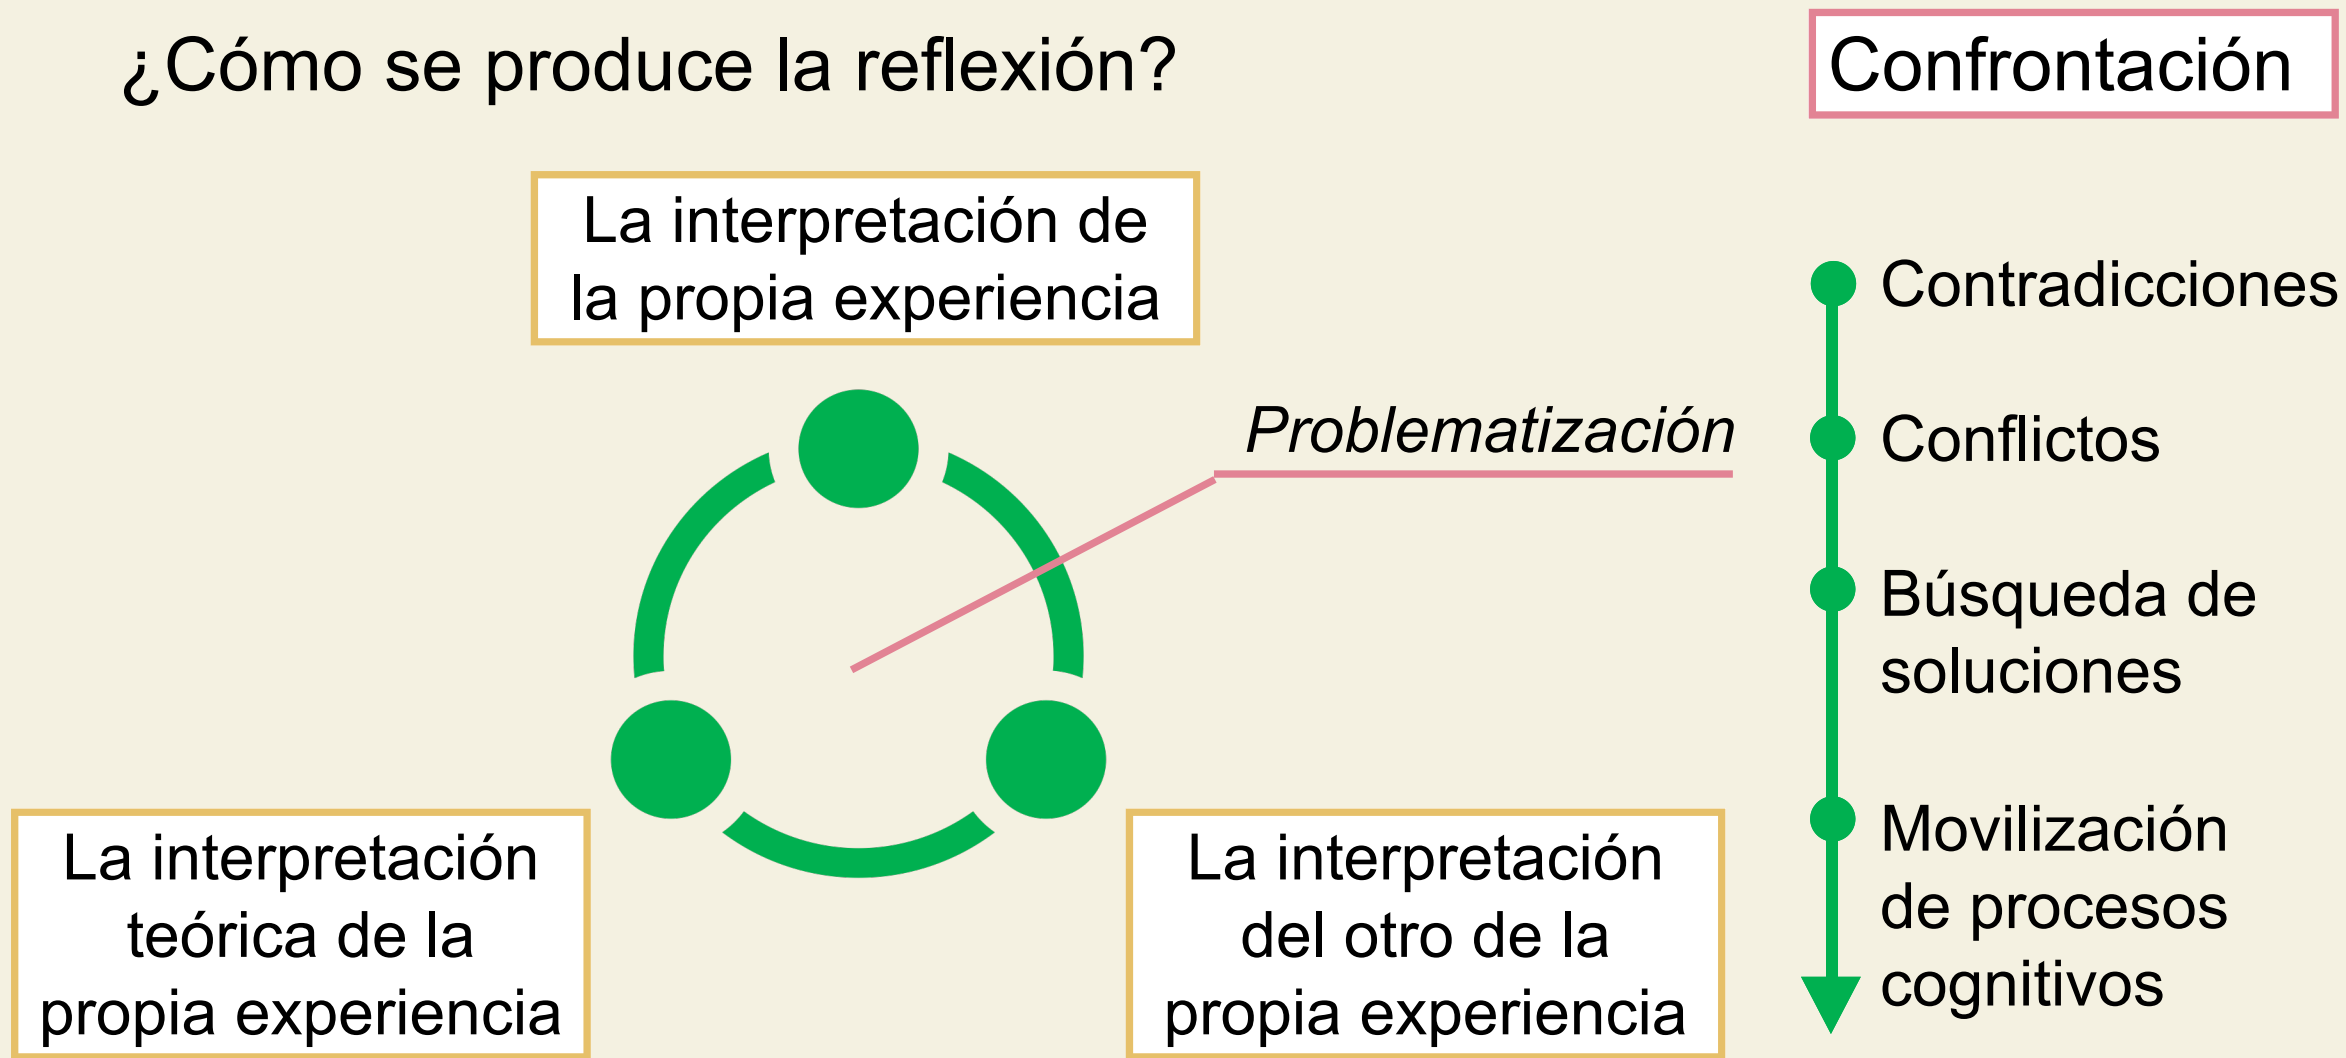 ¿Cómo se produce la reflexión?
Confrontación
La interpretación de
la propia experiencia
Problematización
La interpretación
teórica de la
propia experiencia
La interpretación
del otro de la
propia experiencia
Contradicciones
Conflictos
Búsqueda de
soluciones
Movilización
de procesos
cognitivos